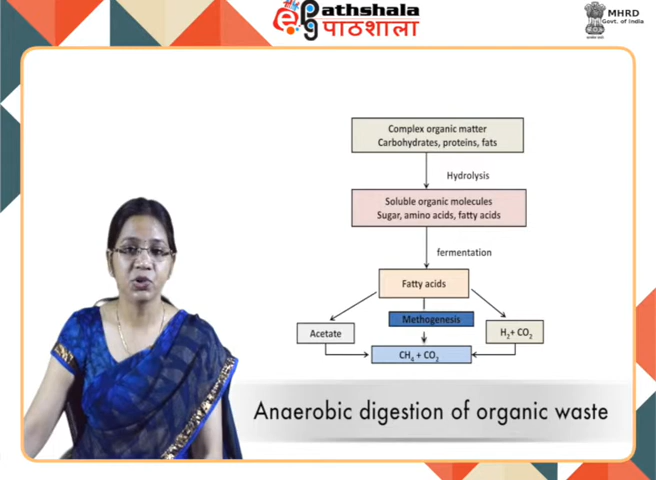 ePathshala
पाठशाला
MHRD
Govt. of India
Complex organic matter
Carbohydrates, proteins, fats
Hydrolysis
Soluble organic molecules
Sugar, amino acids, fatty acids
fermentation
Fatty acids
Methogenesis
Acetate
H₂+ CO₂
CH₄ + CO₂
Anaerobic digestion of organic waste